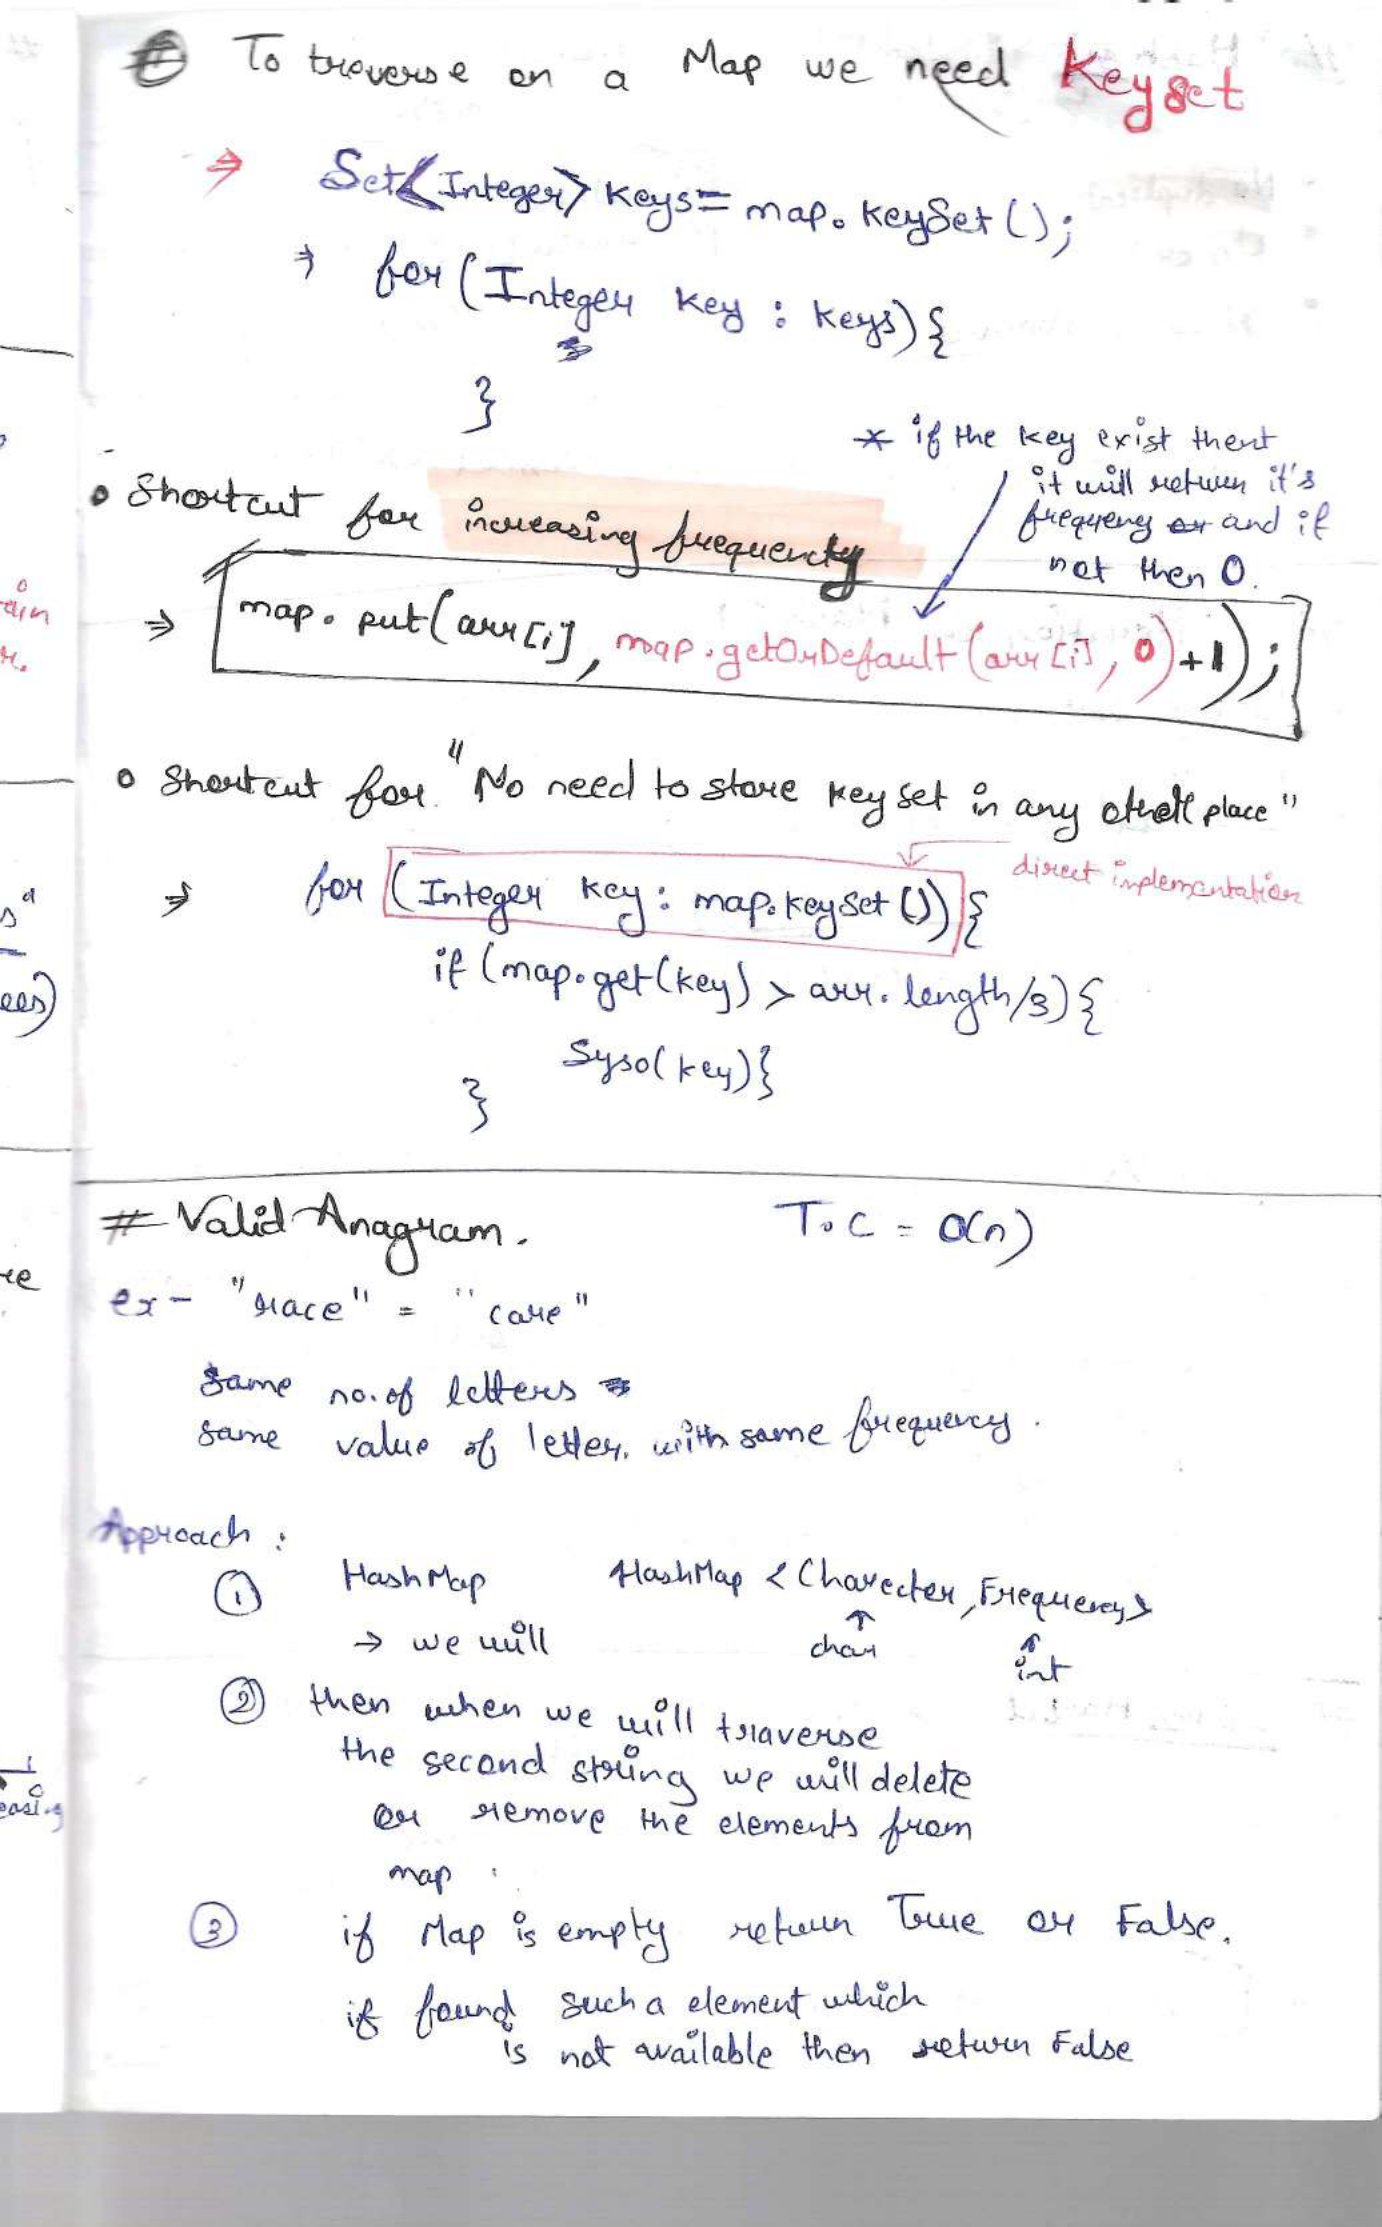 # To traverse on a Map we need Keyset
⇒ Set<Integer> keys = map.keySet();
⇒ for (Integer key : keys) {
}
* if the key exist then
it will return it's
frequeny and if
not then 0.
• Shortcut for increasing frequency
⇒ map.put(arr[i], map.getOrDefault(arr[i], 0)+1);
• Shortcut for "No need to store keyset in any other place"
direct implementation
⇒ for (Integer key : map.keyset()) {
if (map.get(key) > arr.length/3) {
Syso(key)}
}
# Valid Anagram. T.C = O(n)
ex - "race" = "care"
Same no. of letters
Same value of letter. with same frequency.
Approach :
① HashMap HashMap <Charecter, Frequency>
→ we will ↑ char ↑ int
② then when we will traverse
the second string we will delete
or remove the elements from
map
③ if Map is empty return True or False.
if found such a element which
is not available then return False
ain
r.
s"
ees)
re
easing